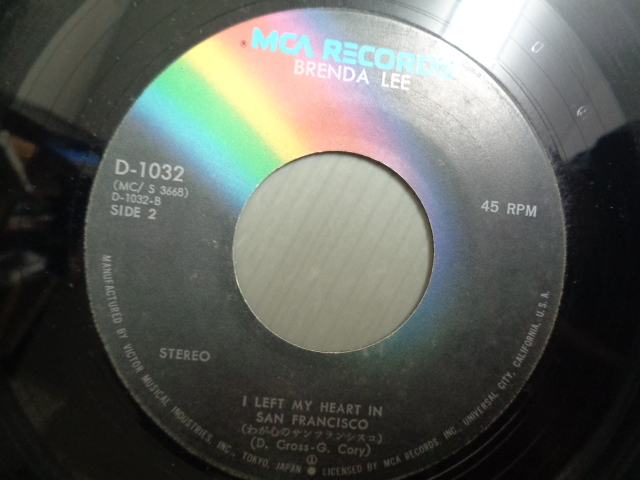 MCA RECORDS
BRENDA LEE
D-1032
(MC/ S 3668)
D-1032-B
SIDE 2
45 RPM
STEREO
I LEFT MY HEART IN
SAN FRANCISCO
(わが心のサンフランシスコ)
(D. Cross-G. Cory)
MANUFACTURED BY VICTOR MUSICAL INDUSTRIES, INC., TOKYO, JAPAN ① LICENSED BY MCA RECORDS INC. UNIVERSAL CITY, CALIFORNIA, U.S.A.